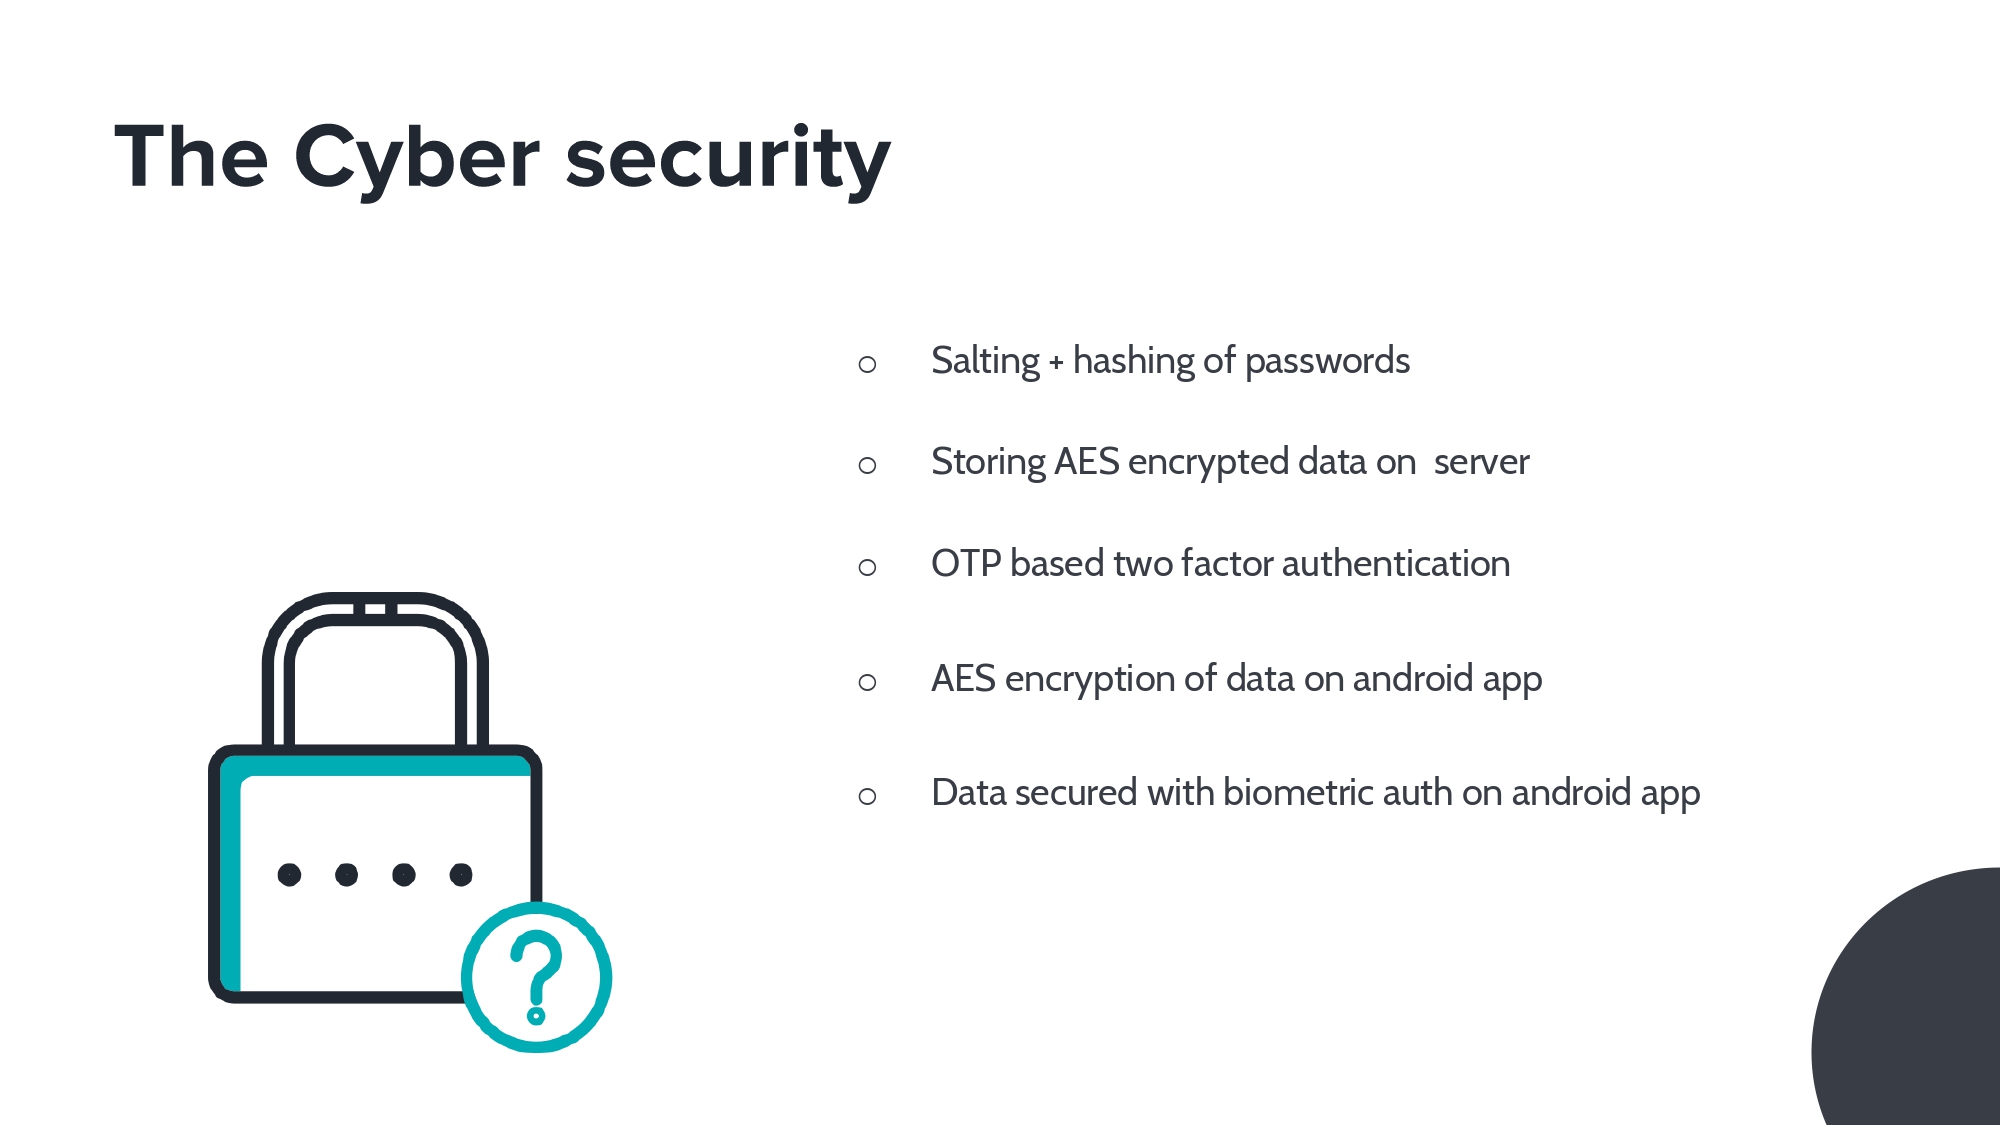 The Cyber security
Salting + hashing of passwords
Storing AES encrypted data on  server
OTP based two factor authentication
AES encryption of data on android app
Data secured with biometric auth on android app
?